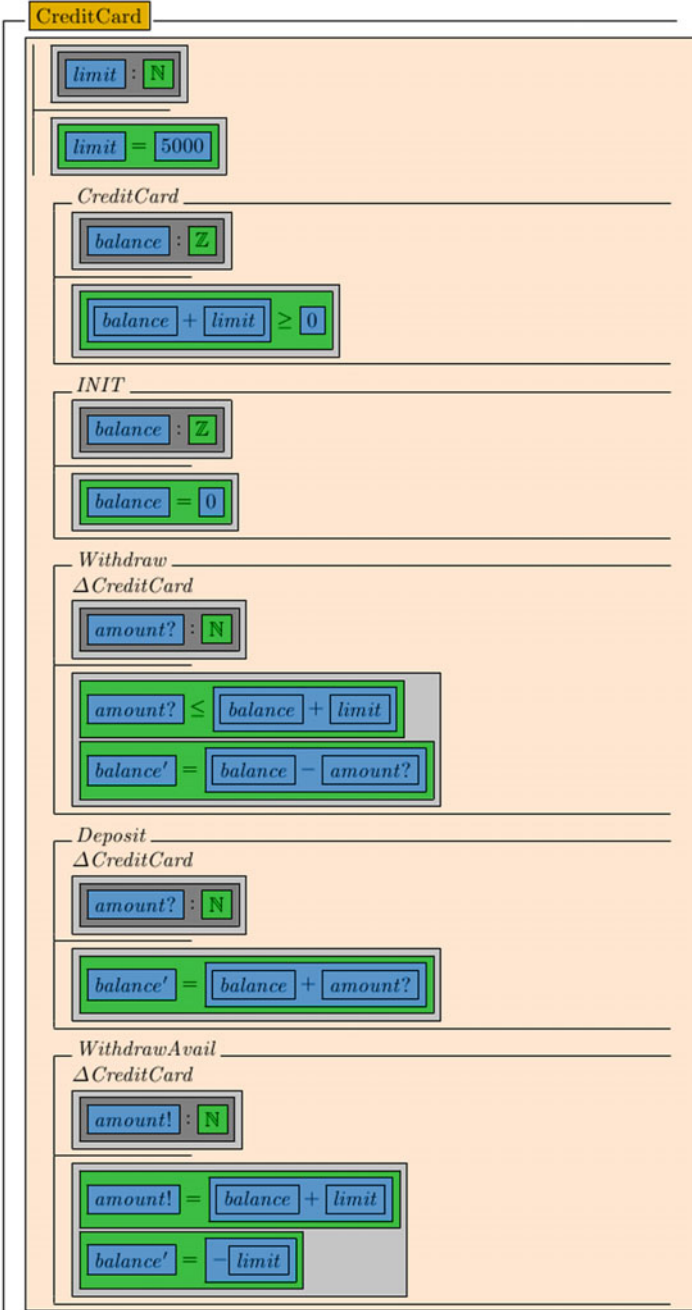 CreditCard
limit : ℕ
limit = 5000
CreditCard
balance : ℤ
balance + limit ≥ 0
INIT
balance : ℤ
balance = 0
Withdraw
ΔCreditCard
amount? : ℕ
amount? ≤ balance + limit
balance′ = balance − amount?
Deposit
ΔCreditCard
amount? : ℕ
balance′ = balance + amount?
WithdrawAvail
ΔCreditCard
amount! : ℕ
amount! = balance + limit
balance′ = −limit